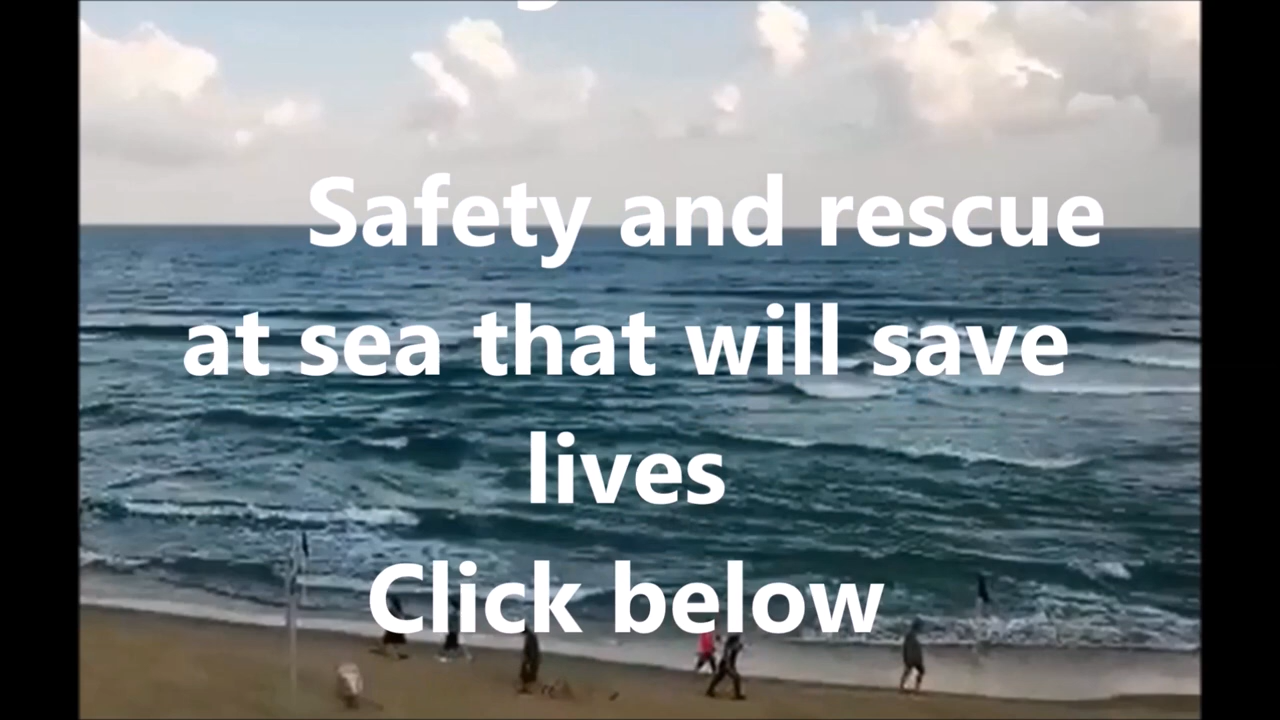 Safety and rescue
at sea that will save
lives
Click below